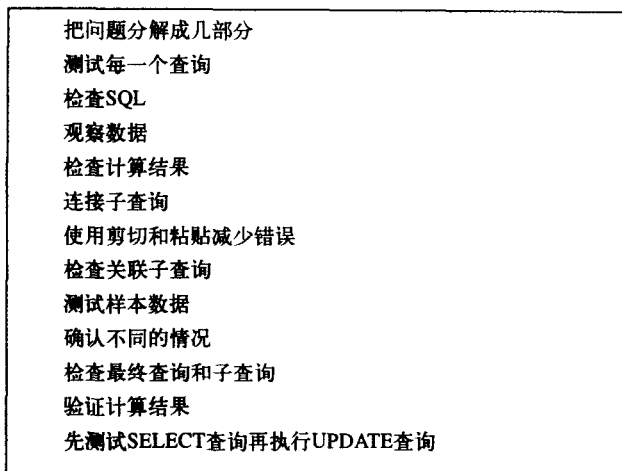 把问题分解成几部分
测试每一个查询
检查SQL
观察数据
检查计算结果
连接子查询
使用剪切和粘贴减少错误
检查关联子查询
测试样本数据
确认不同的情况
检查最终查询和子查询
验证计算结果
先测试SELECT查询再执行UPDATE查询